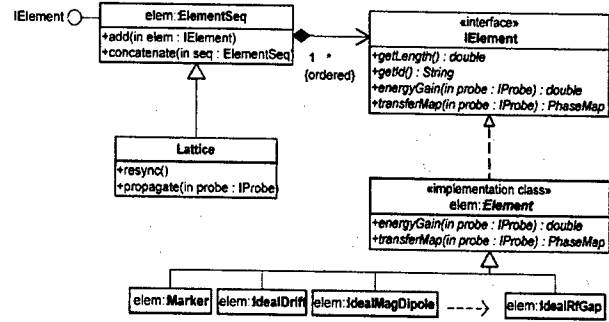 IElement
elem::ElementSeq
+add(in elem : IElement)
+concatenate(in seq : ElementSeq)
1 *
{ordered}
«interface»
IElement
+getLength() : double
+getId() : String
+energyGain(in probe : IProbe) : double
+transferMap(in probe : IProbe) : PhaseMap
Lattice
+resync()
+propagate(in probe : IProbe)
«implementation class»
elem::Element
+energyGain(in probe : IProbe) : double
+transferMap(in probe : IProbe) : PhaseMap
elem::Marker
elem::IdealDrift
elem::IdealMagDipole
elem::IdealRfGap